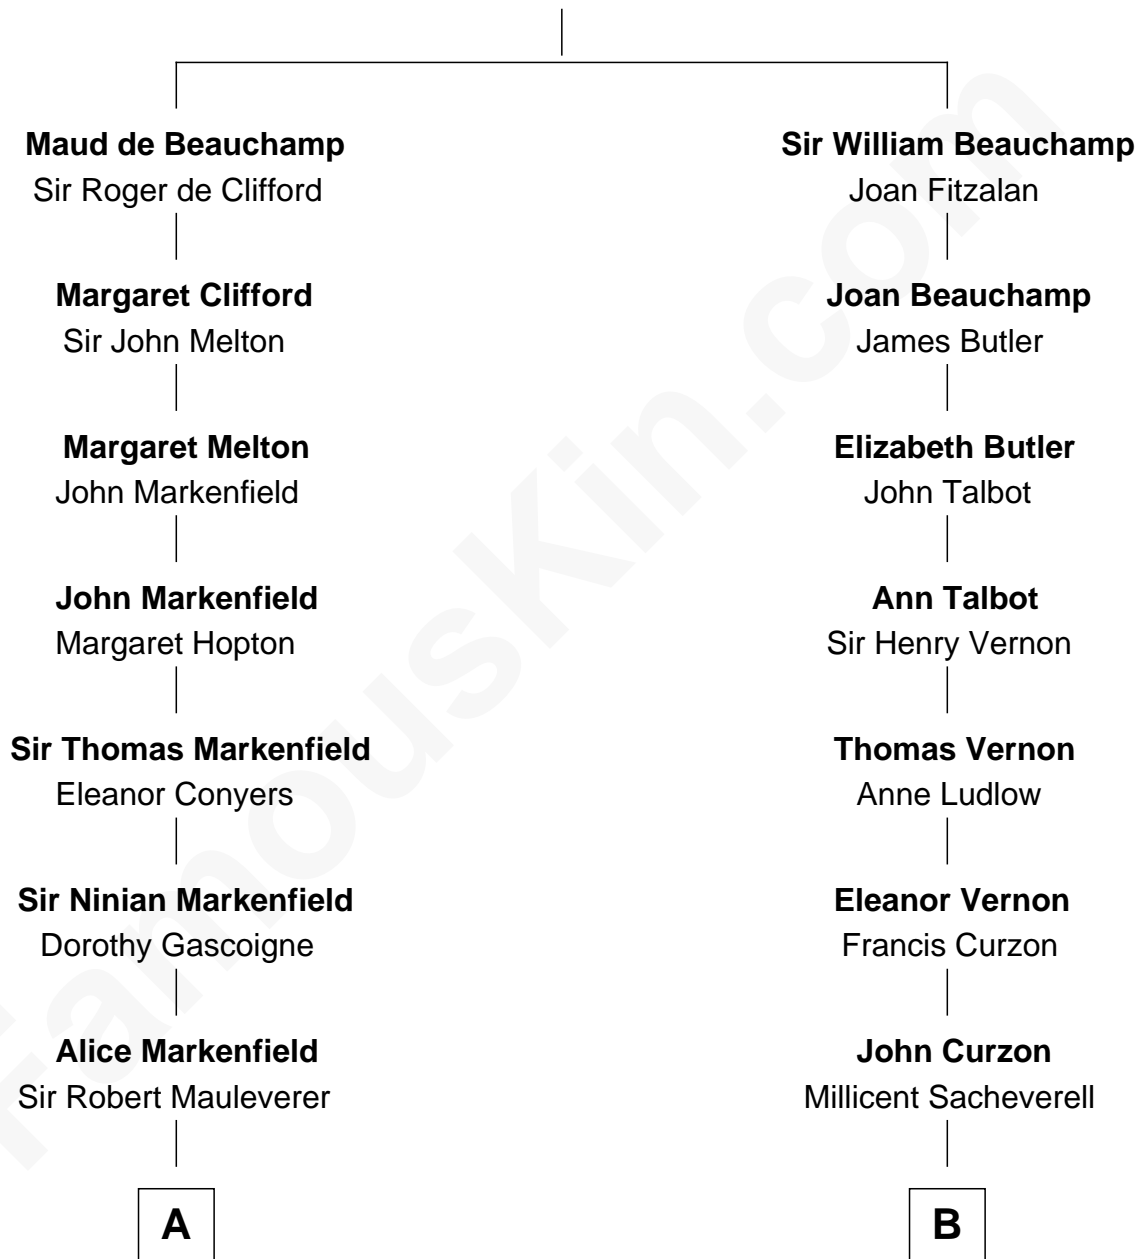 Maud de Beauchamp
Sir Roger de Clifford
Margaret Clifford
Sir John Melton
Margaret Melton
John Markenfield
John Markenfield
Margaret Hopton
Sir Thomas Markenfield
Eleanor Conyers
Sir Ninian Markenfield
Dorothy Gascoigne
Alice Markenfield
Sir Robert Mauleverer
A
Sir William Beauchamp
Joan Fitzalan
Joan Beauchamp
James Butler
Elizabeth Butler
John Talbot
Ann Talbot
Sir Henry Vernon
Thomas Vernon
Anne Ludlow
Eleanor Vernon
Francis Curzon
John Curzon
Millicent Sacheverell
B
FamousKin.com